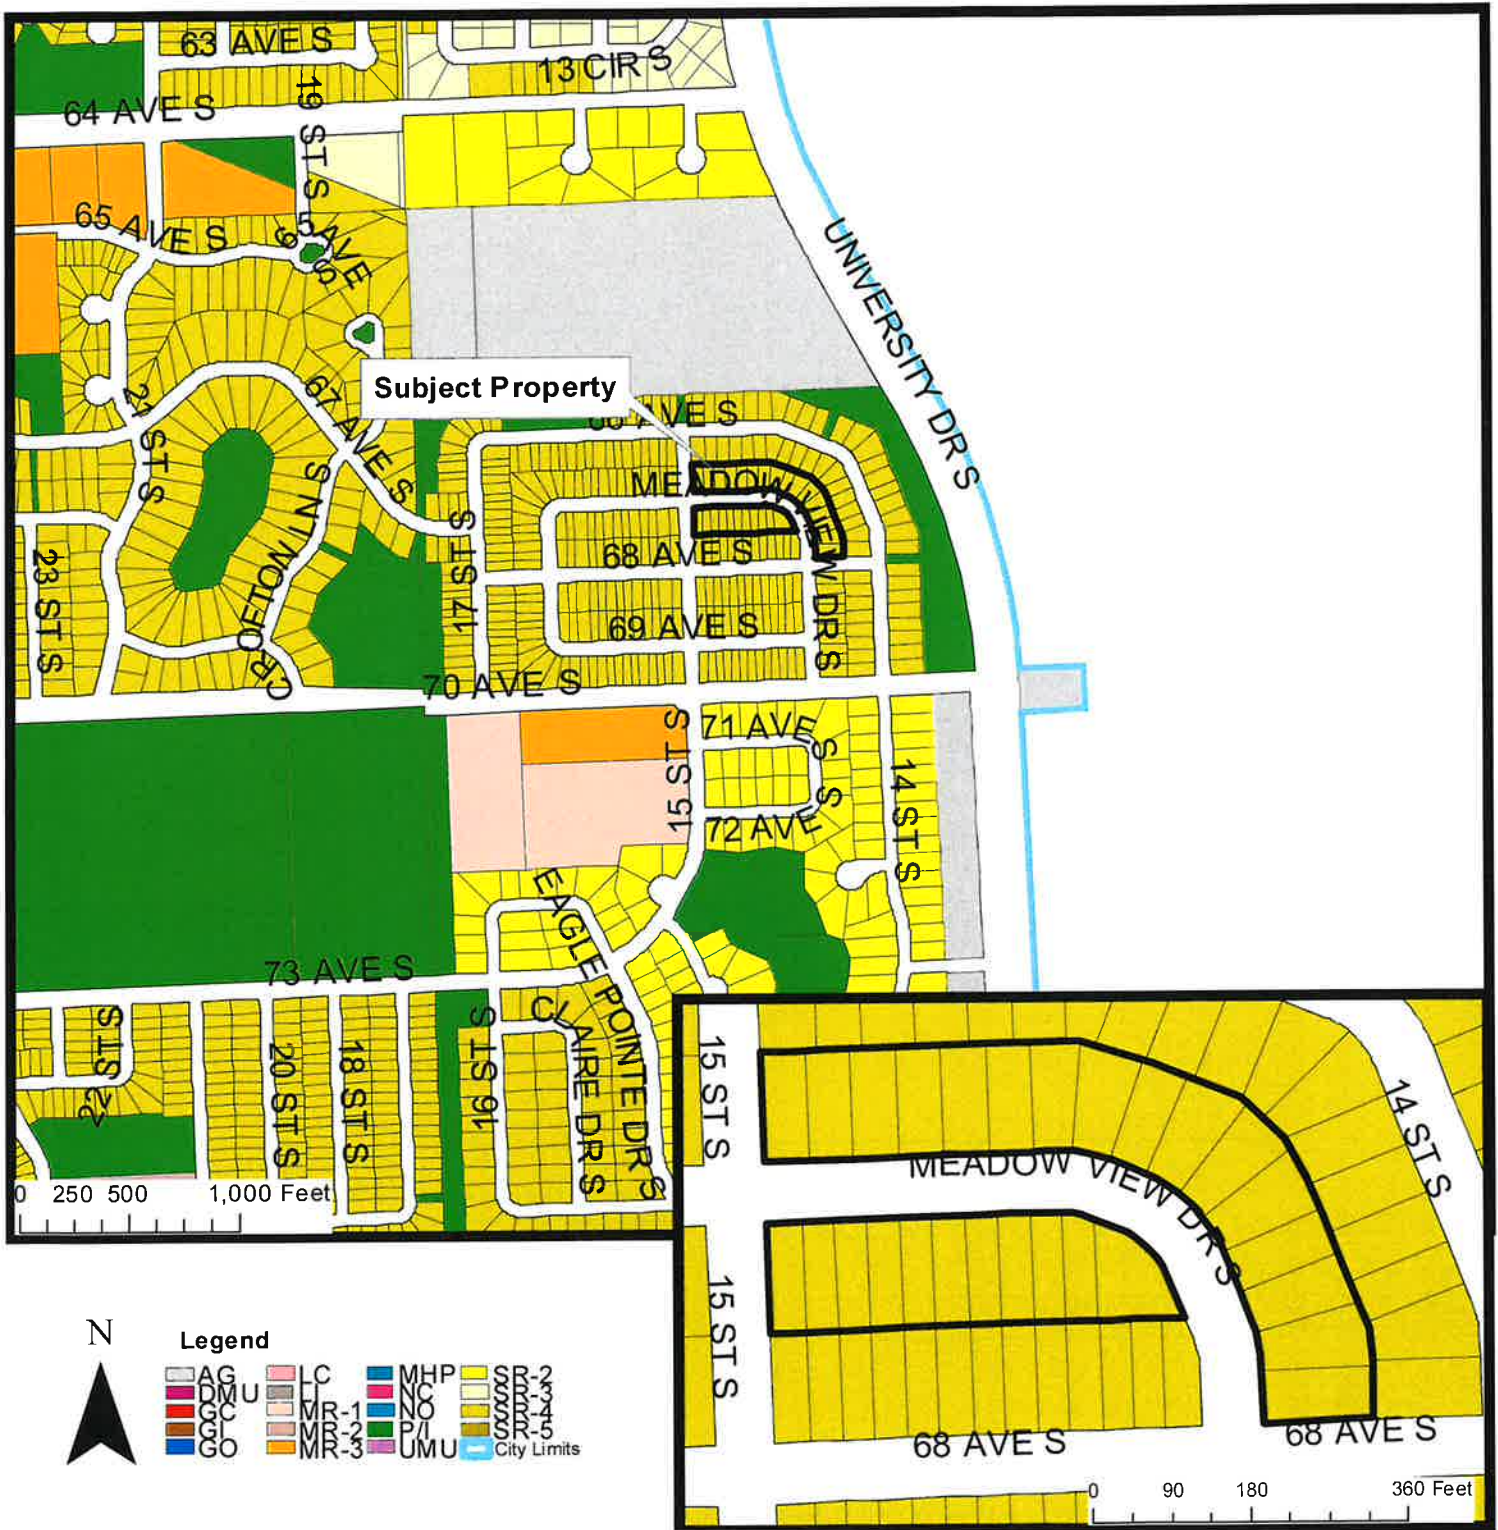 63 AVE S
13 CIR S
64 AVE S
19 ST S
65 AVE S
65 AVE S
UNIVERSITY DR S
Subject Property
AVE S
67 AVE S
21 ST S
MEADOW VIEW DR S
68 AVE S
CROFTON LN S
23 ST S
17 ST S
69 AVE S
70 AVE S
71 AVE S
15 ST S
14 ST S
72 AVE S
EAGLE POINTE DR S
73 AVE S
CLAIRE DR S
22 ST S
20 ST S
18 ST S
16 ST S
0 250 500 1,000 Feet
15 ST S
14 ST S
MEADOW VIEW DR S
15 ST S
68 AVE S
68 AVE S
0 90 180 360 Feet
N
Legend
AG LC MHP SR-2
DMU LI NC SR-3
GC MR-1 NO SR-4
GI MR-2 P/I SR-5
GO MR-3 UMU City Limits